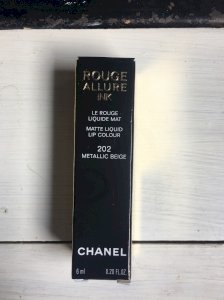 ROUGE
ALLURE
INK
LE ROUGE
LIQUIDE MAT
MATTE LIQUID
LIP COLOUR
202
METALLIC BEIGE
CHANEL
6 ml 0.20 FL.OZ.